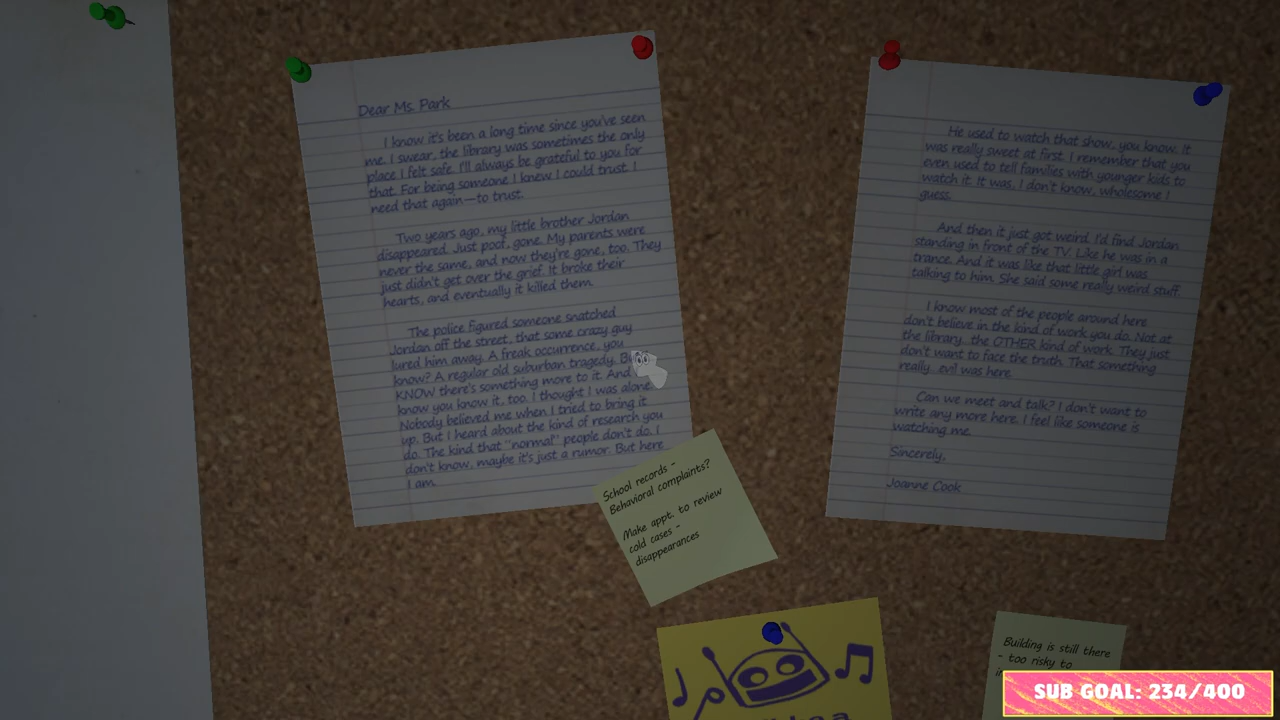 Dear Ms. Park
I know it's been a long time since you've seen
me. I swear, the library was sometimes the only
place I felt safe. I'll always be grateful to you for
that. For being someone I knew I could trust. I
need that again—to trust.
Two years ago, my little brother Jordan
disappeared. Just poof, gone. My parents were
never the same, and now they're gone, too. They
just didn't get over the grief. It broke their
hearts, and eventually it killed them.
The police figured someone snatched
Jordan off the street, that some crazy guy
lured him away. A freak occurrence, you
know? A regular old suburban tragedy.
KNOW there's something more to it. And
know you know it, too. I thought I was alone
Nobody believed me when I tried to bring it
up. But I heard about the kind of research you
do. The kind that "normal" people don't do. I
don't know, maybe it's just a rumor. But here
I am.
He used to watch that show, you know. It
was really sweet at first. I remember that you
even used to tell families with younger kids to
watch it. It was, I don't know, wholesome I
guess.
And then it just got weird. I'd find Jordan
standing in front of the TV. Like he was in a
trance. And it was like that little girl was
talking to him. She said some really weird stuff.
I know most of the people around here
don't believe in the kind of work you do. Not at
the library.. the OTHER kind of work. They just
don't want to face the truth. That something
really.. evil was here.
Can we meet and talk? I don't want to
write any more here. I feel like someone is
watching me.
Sincerely,
Joanne Cook
School records -
Behavioral complaints?
Make appt. to review
cold cases -
disappearances
Building is still there
- too risky to
SUB GOAL: 234/400